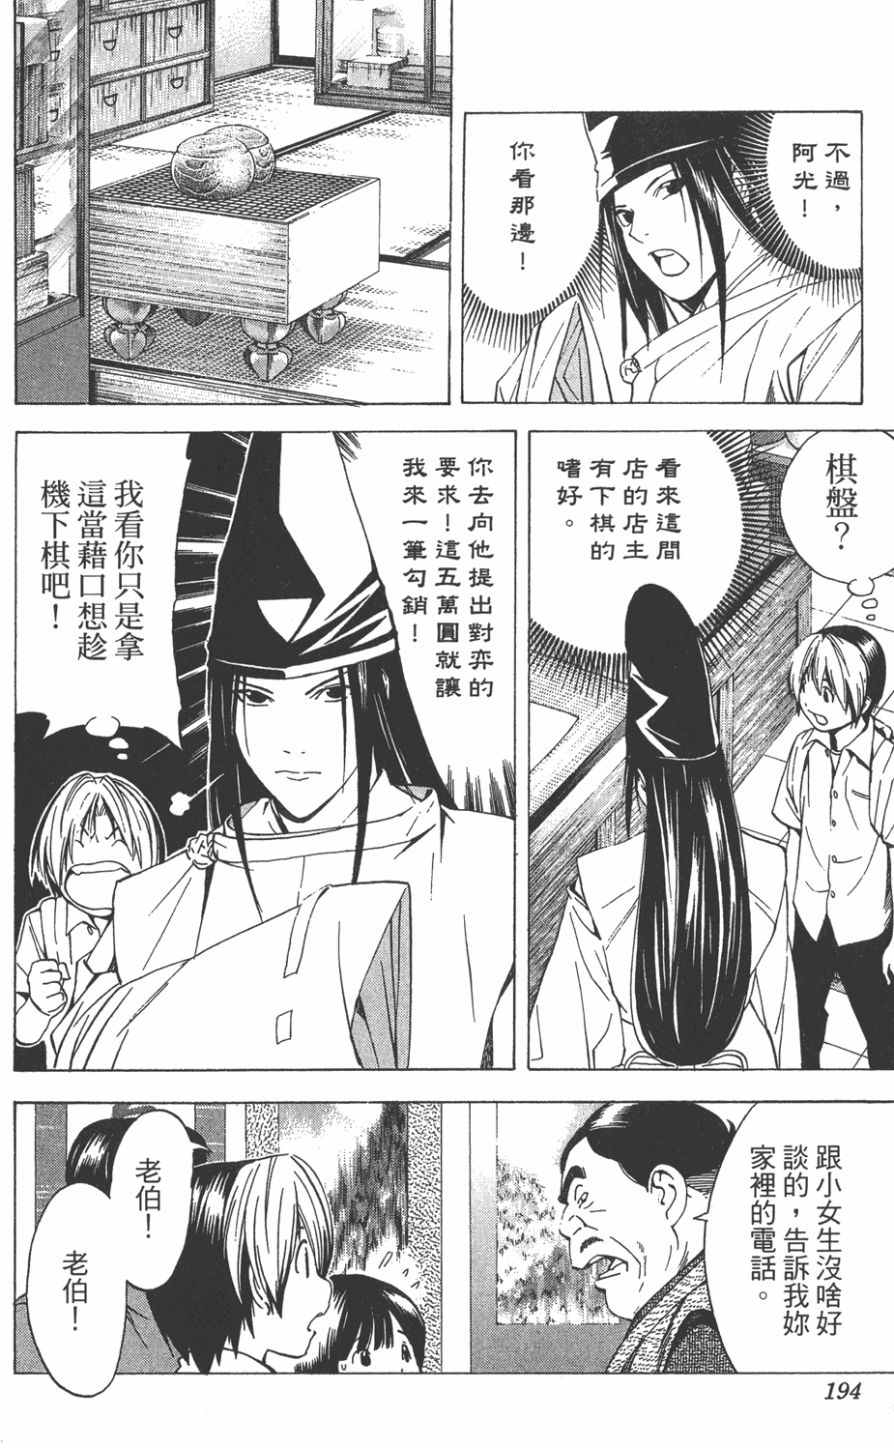 不過，
阿光！
你看那邊！
棋盤？
看來這間
店的店主
有下棋的
嗜好。
你去向他提出對弈的
要求！這五萬圓就讓
我來一筆勾銷！
我看你只是拿
這當藉口想趁
機下棋吧！
跟小女生沒啥好
談的，告訴我妳
家裡的電話。
老伯！
老伯！
194